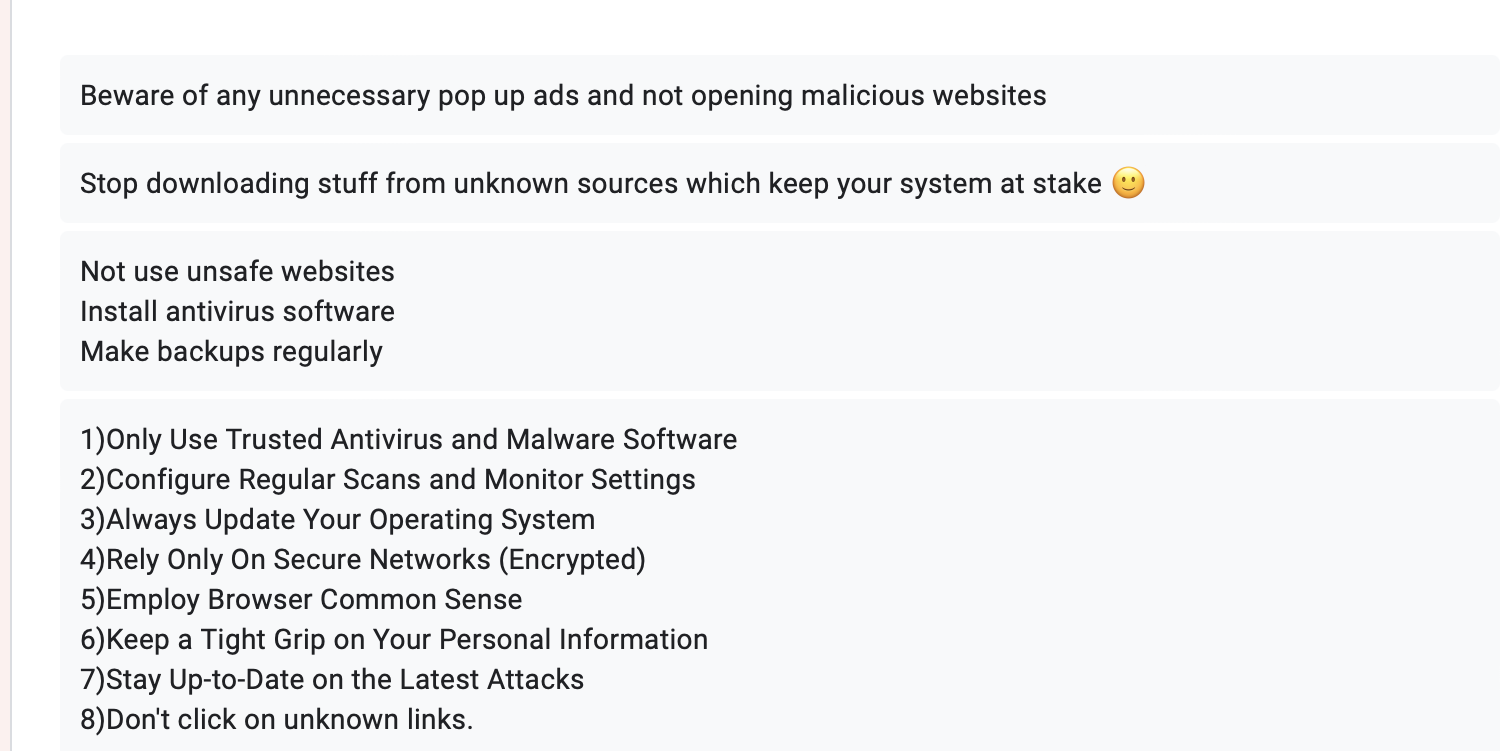 Beware of any unnecessary pop up ads and not opening malicious websites
Stop downloading stuff from unknown sources which keep your system at stake 🙂
Not use unsafe websites
Install antivirus software
Make backups regularly
1)Only Use Trusted Antivirus and Malware Software
2)Configure Regular Scans and Monitor Settings
3)Always Update Your Operating System
4)Rely Only On Secure Networks (Encrypted)
5)Employ Browser Common Sense
6)Keep a Tight Grip on Your Personal Information
7)Stay Up-to-Date on the Latest Attacks
8)Don't click on unknown links.